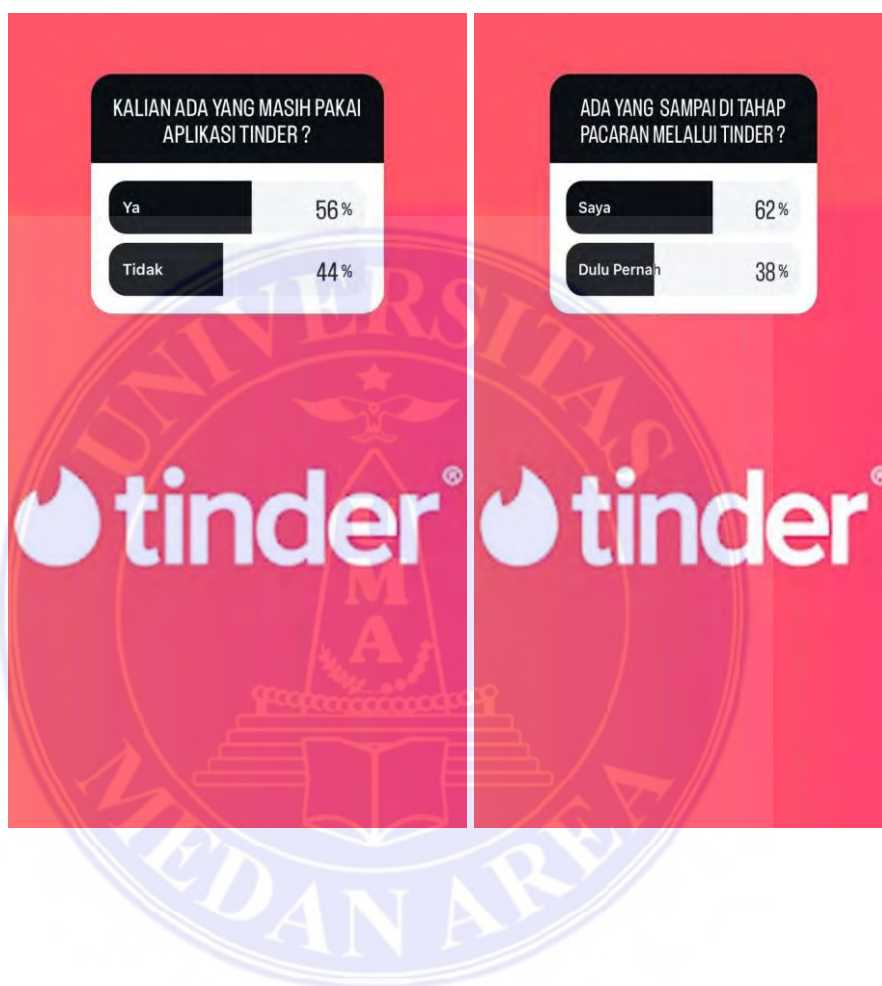 KALIAN ADA YANG MASIH PAKAI
APLIKASI TINDER ?
Ya 56%
Tidak 44%
tinder®
ADA YANG SAMPAI DI TAHAP
PACARAN MELALUI TINDER ?
Saya 62%
Dulu Pernah 38%
tinder®
UNIVERSITAS
MEDAN AREA
M
A